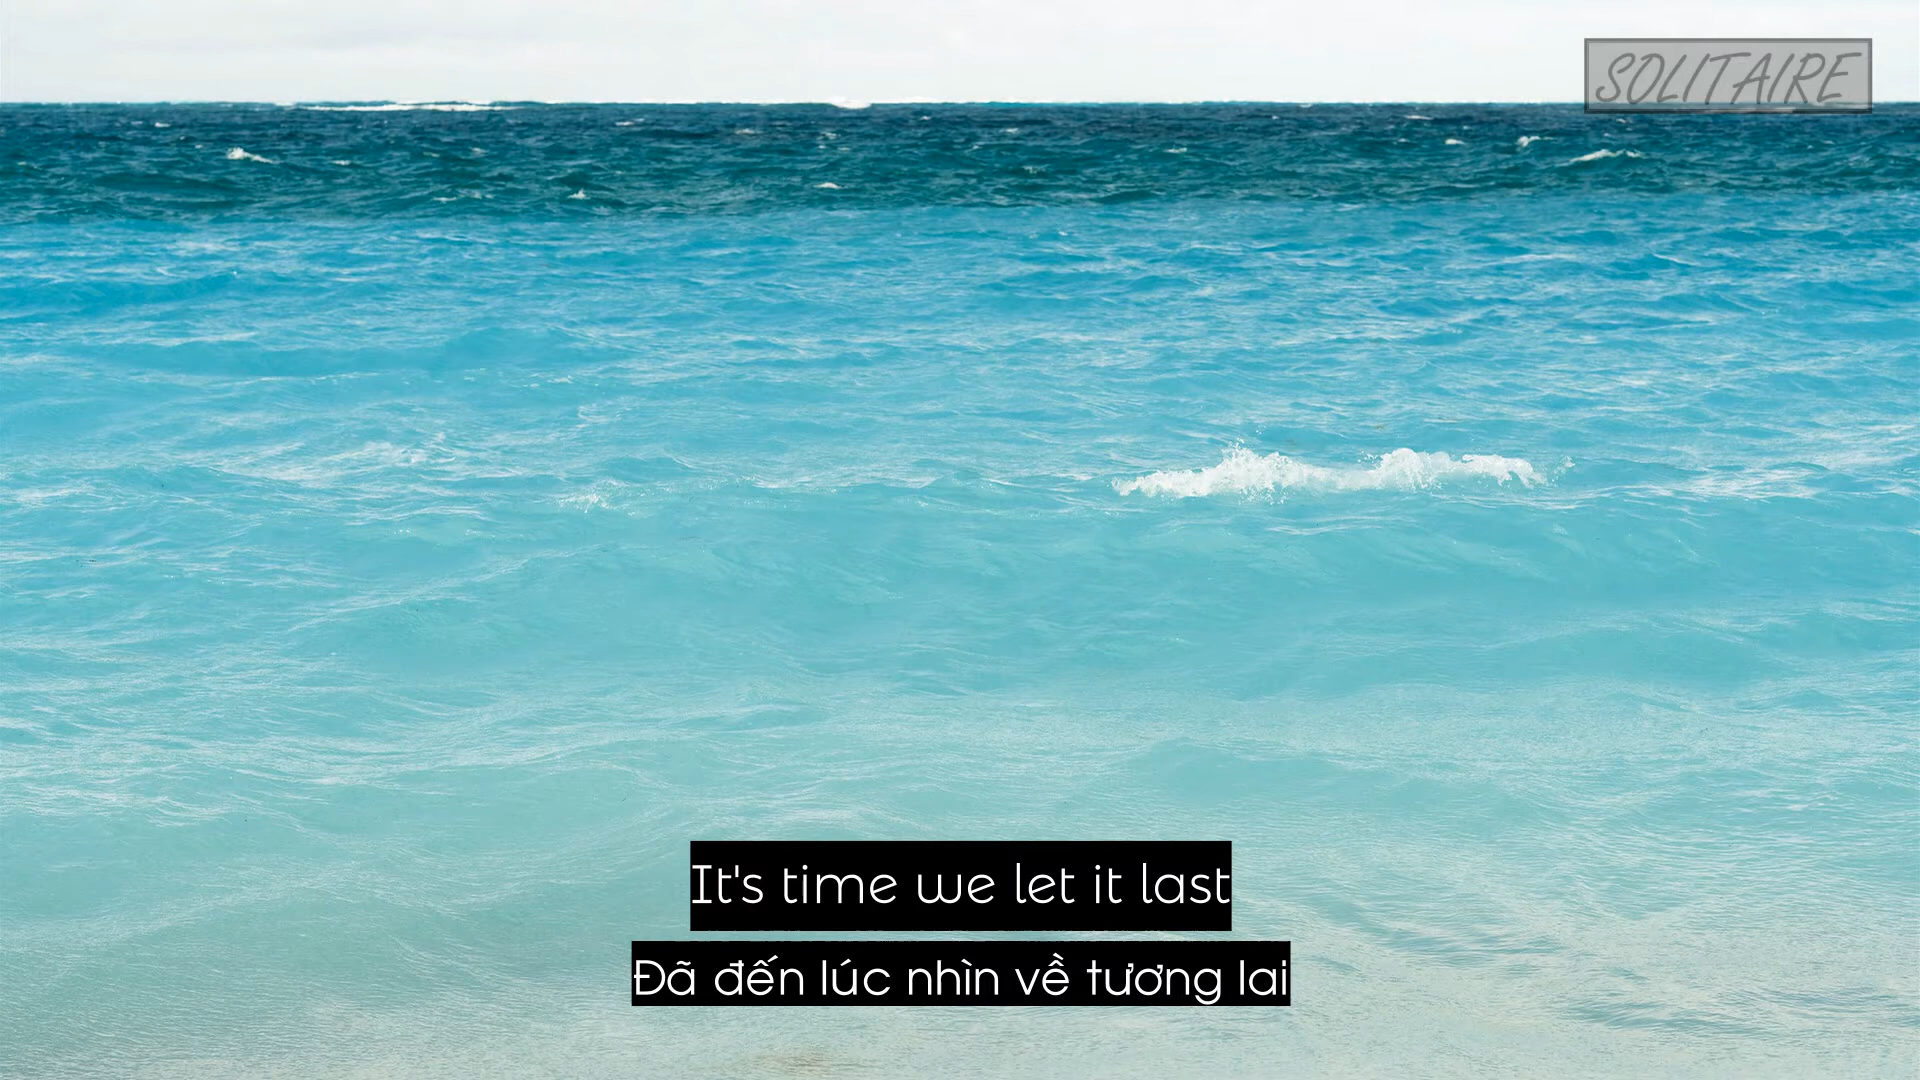 SOLITAIRE
It's time we let it last
Đã đến lúc nhìn về tương lai